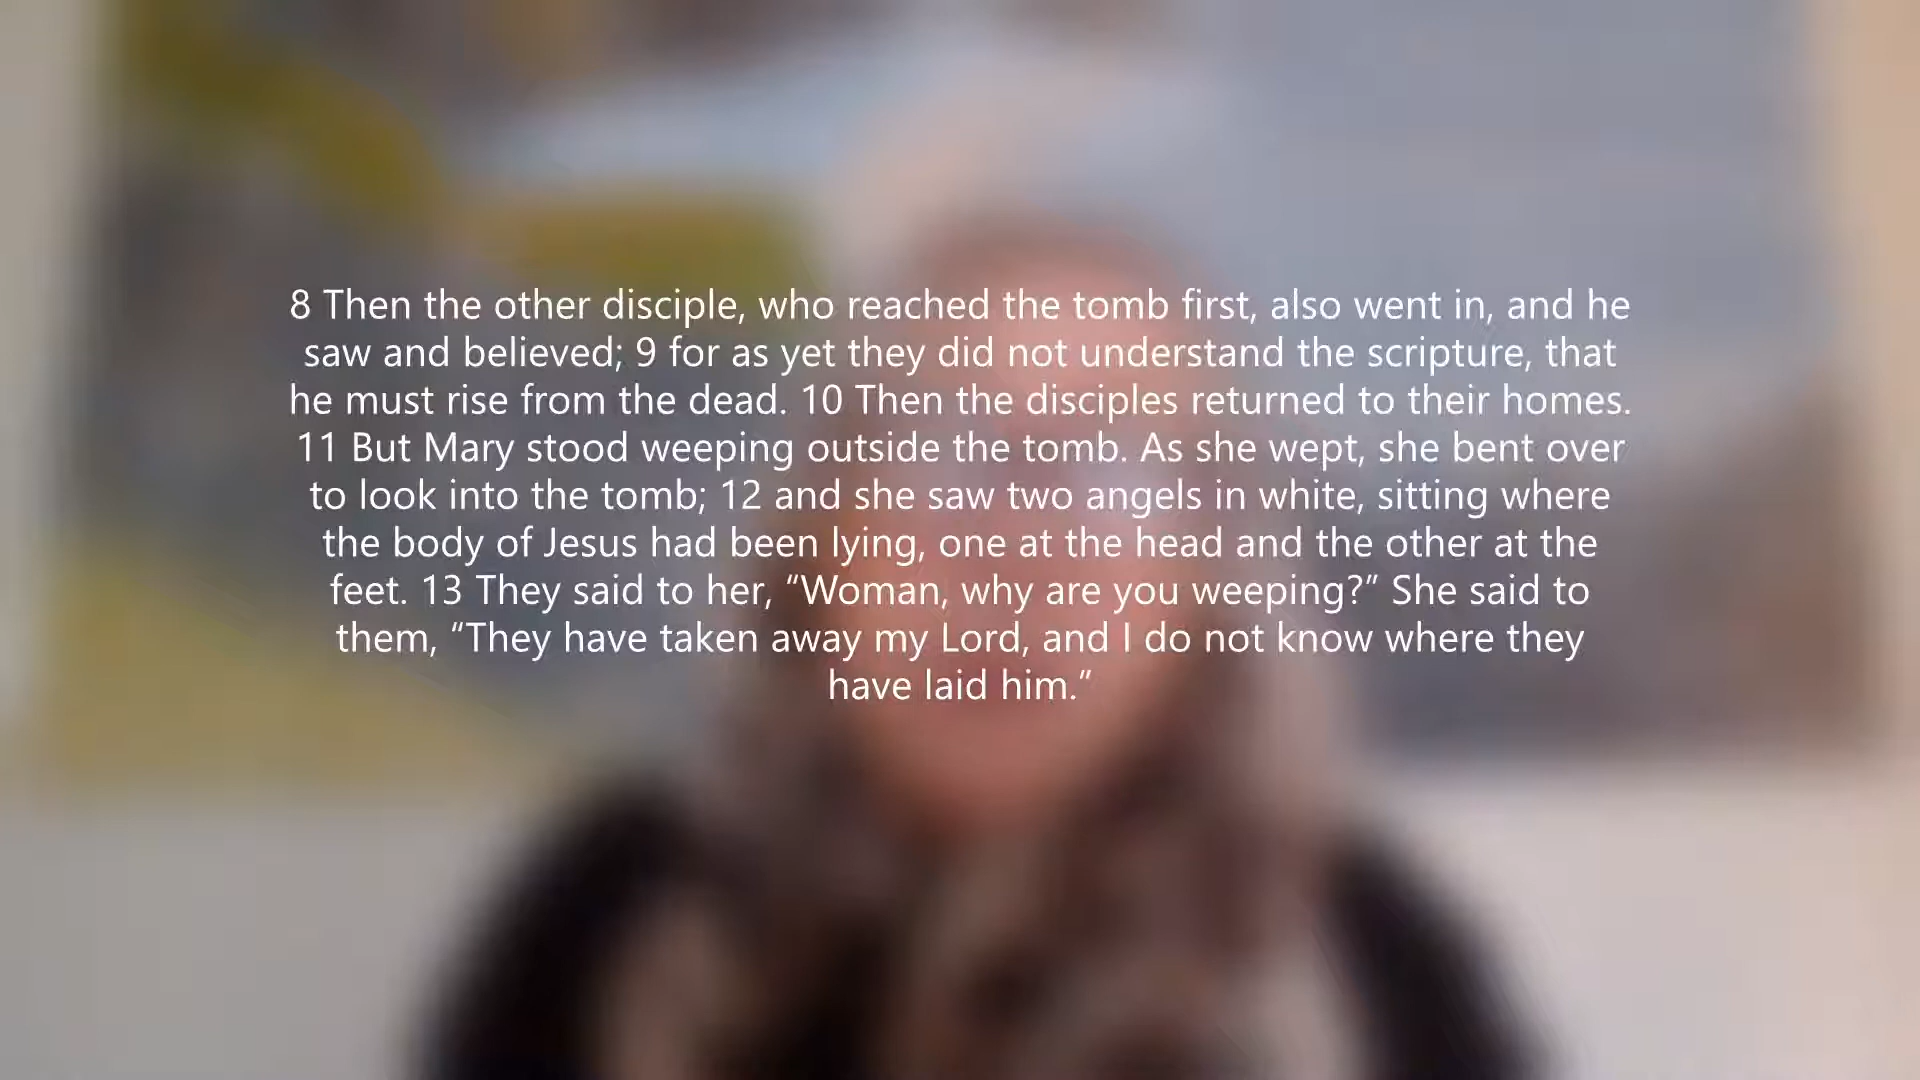 8 Then the other disciple, who reached the tomb first, also went in, and he
saw and believed; 9 for as yet they did not understand the scripture, that
he must rise from the dead. 10 Then the disciples returned to their homes.
11 But Mary stood weeping outside the tomb. As she wept, she bent over
to look into the tomb; 12 and she saw two angels in white, sitting where
the body of Jesus had been lying, one at the head and the other at the
feet. 13 They said to her, “Woman, why are you weeping?” She said to
them, “They have taken away my Lord, and I do not know where they
have laid him.”